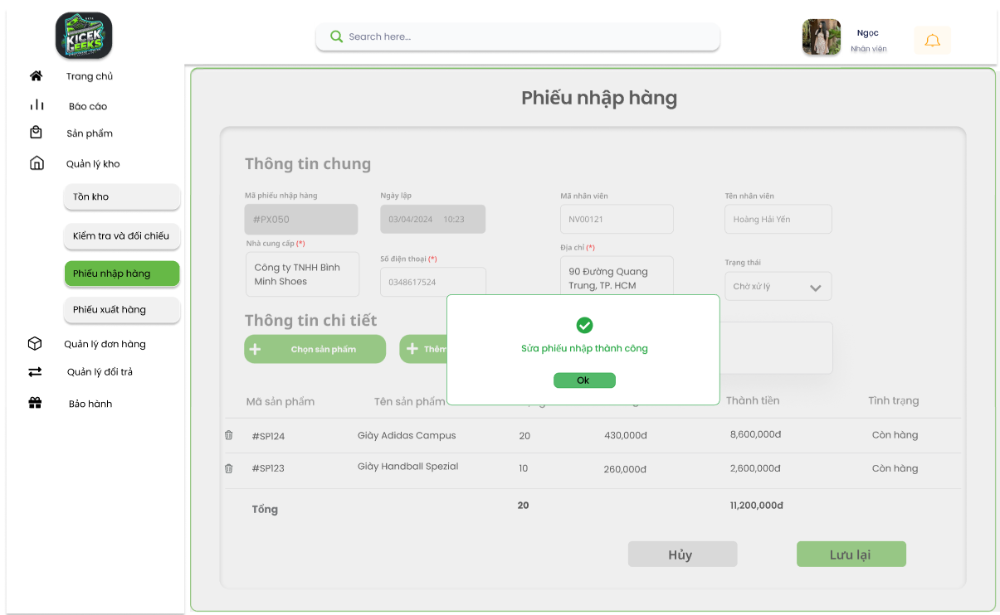 KICEK
GEEKS
Search here...
Ngọc
Nhân viên
Trang chủ
Báo cáo
Sản phẩm
Quản lý kho
Tồn kho
Kiểm tra và đối chiếu
Phiếu nhập hàng
Phiếu xuất hàng
Quản lý đơn hàng
Quản lý đổi trả
Bảo hành
Phiếu nhập hàng
Thông tin chung
Mã phiếu nhập hàng
Ngày lập
Mã nhân viên
Tên nhân viên
#PX050
03/04/2024 10:23
NV00121
Hoàng Hải Yến
Nhà cung cấp (*)
Số điện thoại (*)
Địa chỉ (*)
Trạng thái
Công ty TNHH Bình
Minh Shoes
0348617524
90 Đường Quang
Trung, TP. HCM
Chờ xử lý
Thông tin chi tiết
Chọn sản phẩm
Thêm
Sửa phiếu nhập thành công
Ok
Mã sản phẩm Tên sản phẩm Thành tiền Tình trạng
#SP124 Giày Adidas Campus 20 430,000đ 8,600,000đ Còn hàng
#SP123 Giày Handball Spezial 10 260,000đ 2,600,000đ Còn hàng
Tổng 20 11,200,000đ
Hủy
Lưu lại